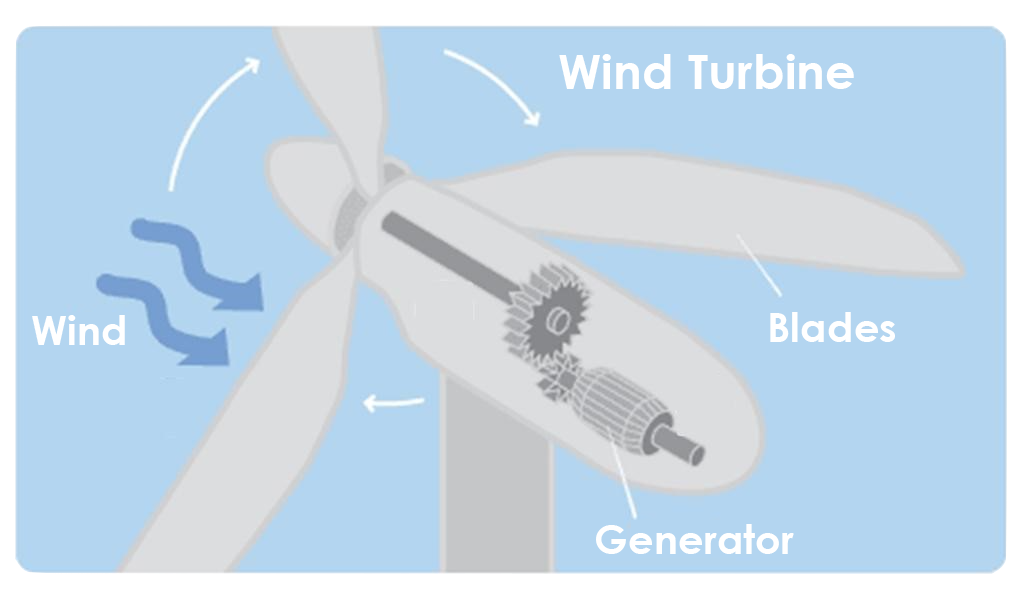 Wind Turbine
Wind
Blades
Generator